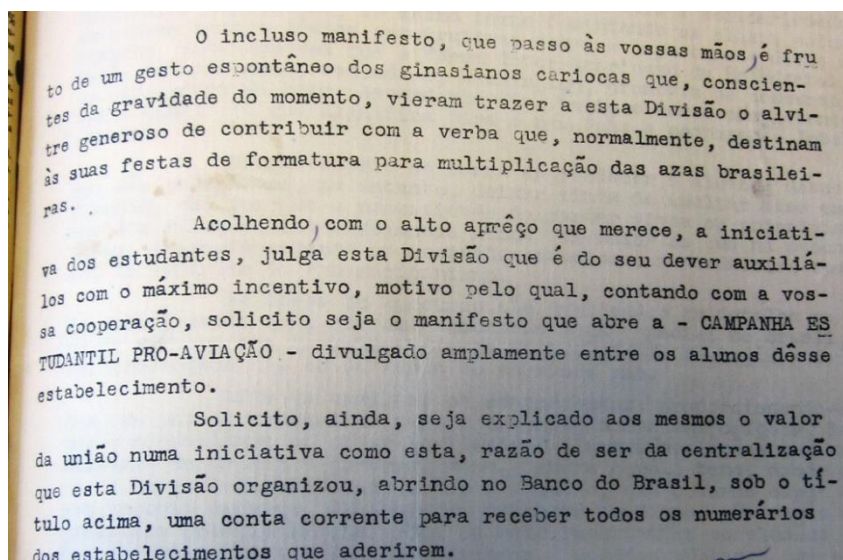 O incluso manifesto, que passo às vossas mãos, é fru
to de um gesto espontâneo dos ginasianos cariocas que, conscien-
tes da gravidade do momento, vieram trazer a esta Divisão o alvi-
tre generoso de contribuir com a verba que, normalmente, destinam
às suas festas de formatura para multiplicação das azas brasilei-
ras.
Acolhendo, com o alto aprêço que merece, a iniciati-
va dos estudantes, julga esta Divisão que é do seu dever auxiliá-
los com o máximo incentivo, motivo pelo qual, contando com a vos-
sa cooperação, solicito seja o manifesto que abre a - CAMPANHA ES
TUDANTIL PRO-AVIAÇÃO - divulgado amplamente entre os alunos dêsse
estabelecimento.
Solicito, ainda, seja explicado aos mesmos o valor
da união numa iniciativa como esta, razão de ser da centralização
que esta Divisão organizou, abrindo no Banco do Brasil, sob o tí-
tulo acima, uma conta corrente para receber todos os numerários
dos estabelecimentos que aderirem.